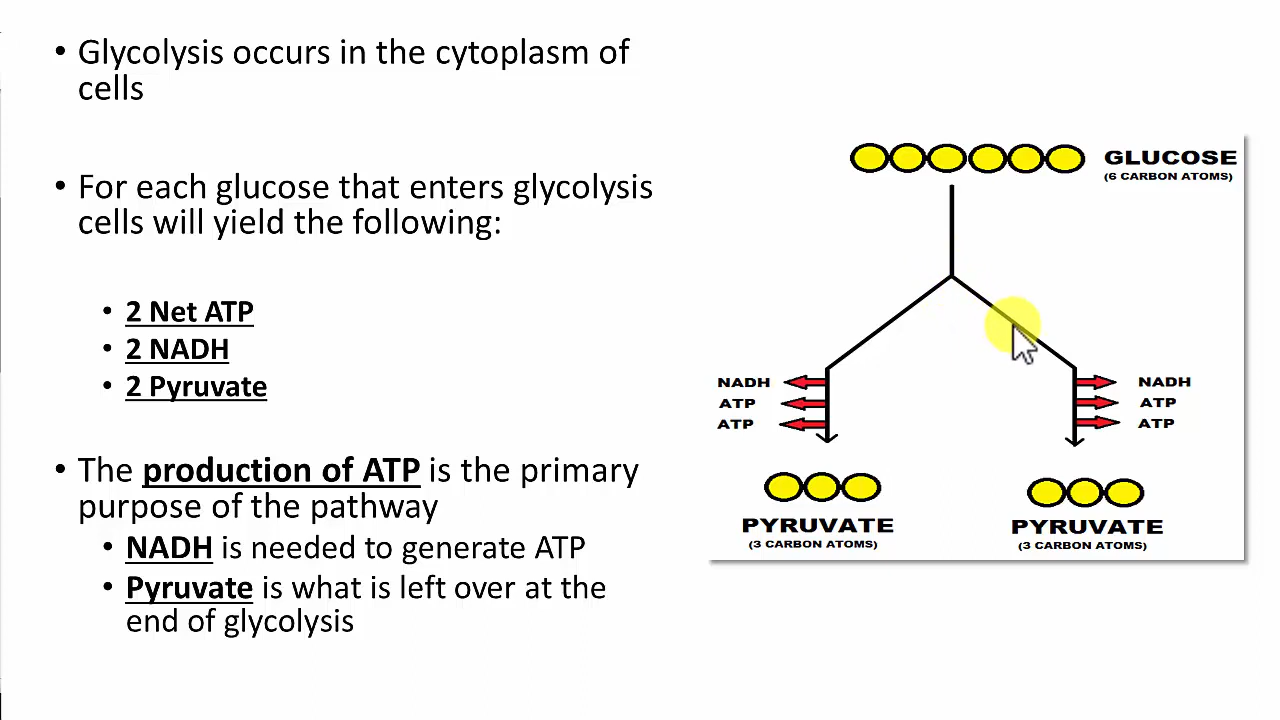 • Glycolysis occurs in the cytoplasm of
cells
• For each glucose that enters glycolysis
cells will yield the following:
• 2 Net ATP
• 2 NADH
• 2 Pyruvate
• The production of ATP is the primary
purpose of the pathway
• NADH is needed to generate ATP
• Pyruvate is what is left over at the
end of glycolysis
GLUCOSE
(6 CARBON ATOMS)
NADH
ATP
ATP
NADH
ATP
ATP
PYRUVATE
(3 CARBON ATOMS)
PYRUVATE
(3 CARBON ATOMS)